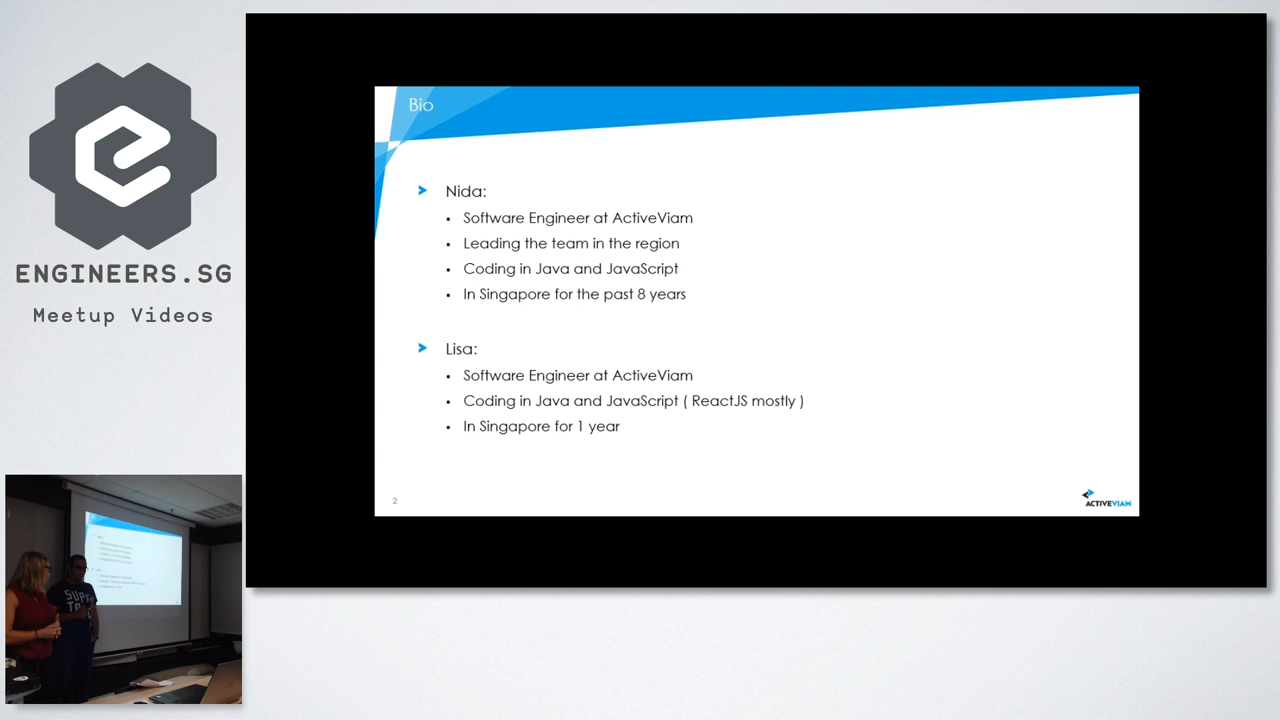 ENGINEERS.SG
Meetup Videos
Bio
Nida:
Software Engineer at ActiveViam
Leading the team in the region
Coding in Java and JavaScript
In Singapore for the past 8 years
Lisa:
Software Engineer at ActiveViam
Coding in Java and JavaScript ( ReactJS mostly )
In Singapore for 1 year
2
ACTIVEVIAM